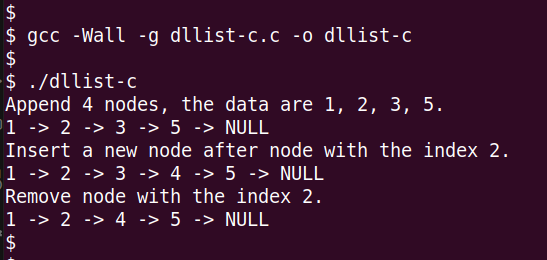 $
$ gcc -Wall -g dllist-c.c -o dllist-c
$
$ ./dllist-c
Append 4 nodes, the data are 1, 2, 3, 5.
1 -> 2 -> 3 -> 5 -> NULL
Insert a new node after node with the index 2.
1 -> 2 -> 3 -> 4 -> 5 -> NULL
Remove node with the index 2.
1 -> 2 -> 4 -> 5 -> NULL
$